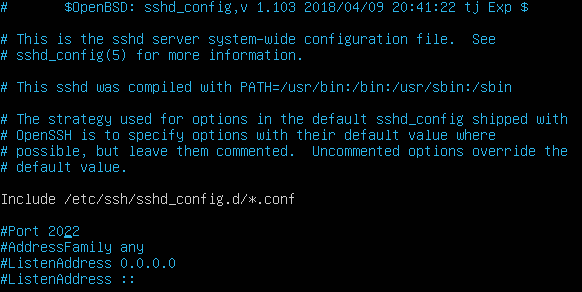 #       $OpenBSD: sshd_config,v 1.103 2018/04/09 20:41:22 tj Exp $
# This is the sshd server system-wide configuration file.  See
# sshd_config(5) for more information.
# This sshd was compiled with PATH=/usr/bin:/bin:/usr/sbin:/sbin
# The strategy used for options in the default sshd_config shipped with
# OpenSSH is to specify options with their default value where
# possible, but leave them commented.  Uncommented options override the
# default value.
Include /etc/ssh/sshd_config.d/*.conf
#Port 2022
#AddressFamily any
#ListenAddress 0.0.0.0
#ListenAddress ::